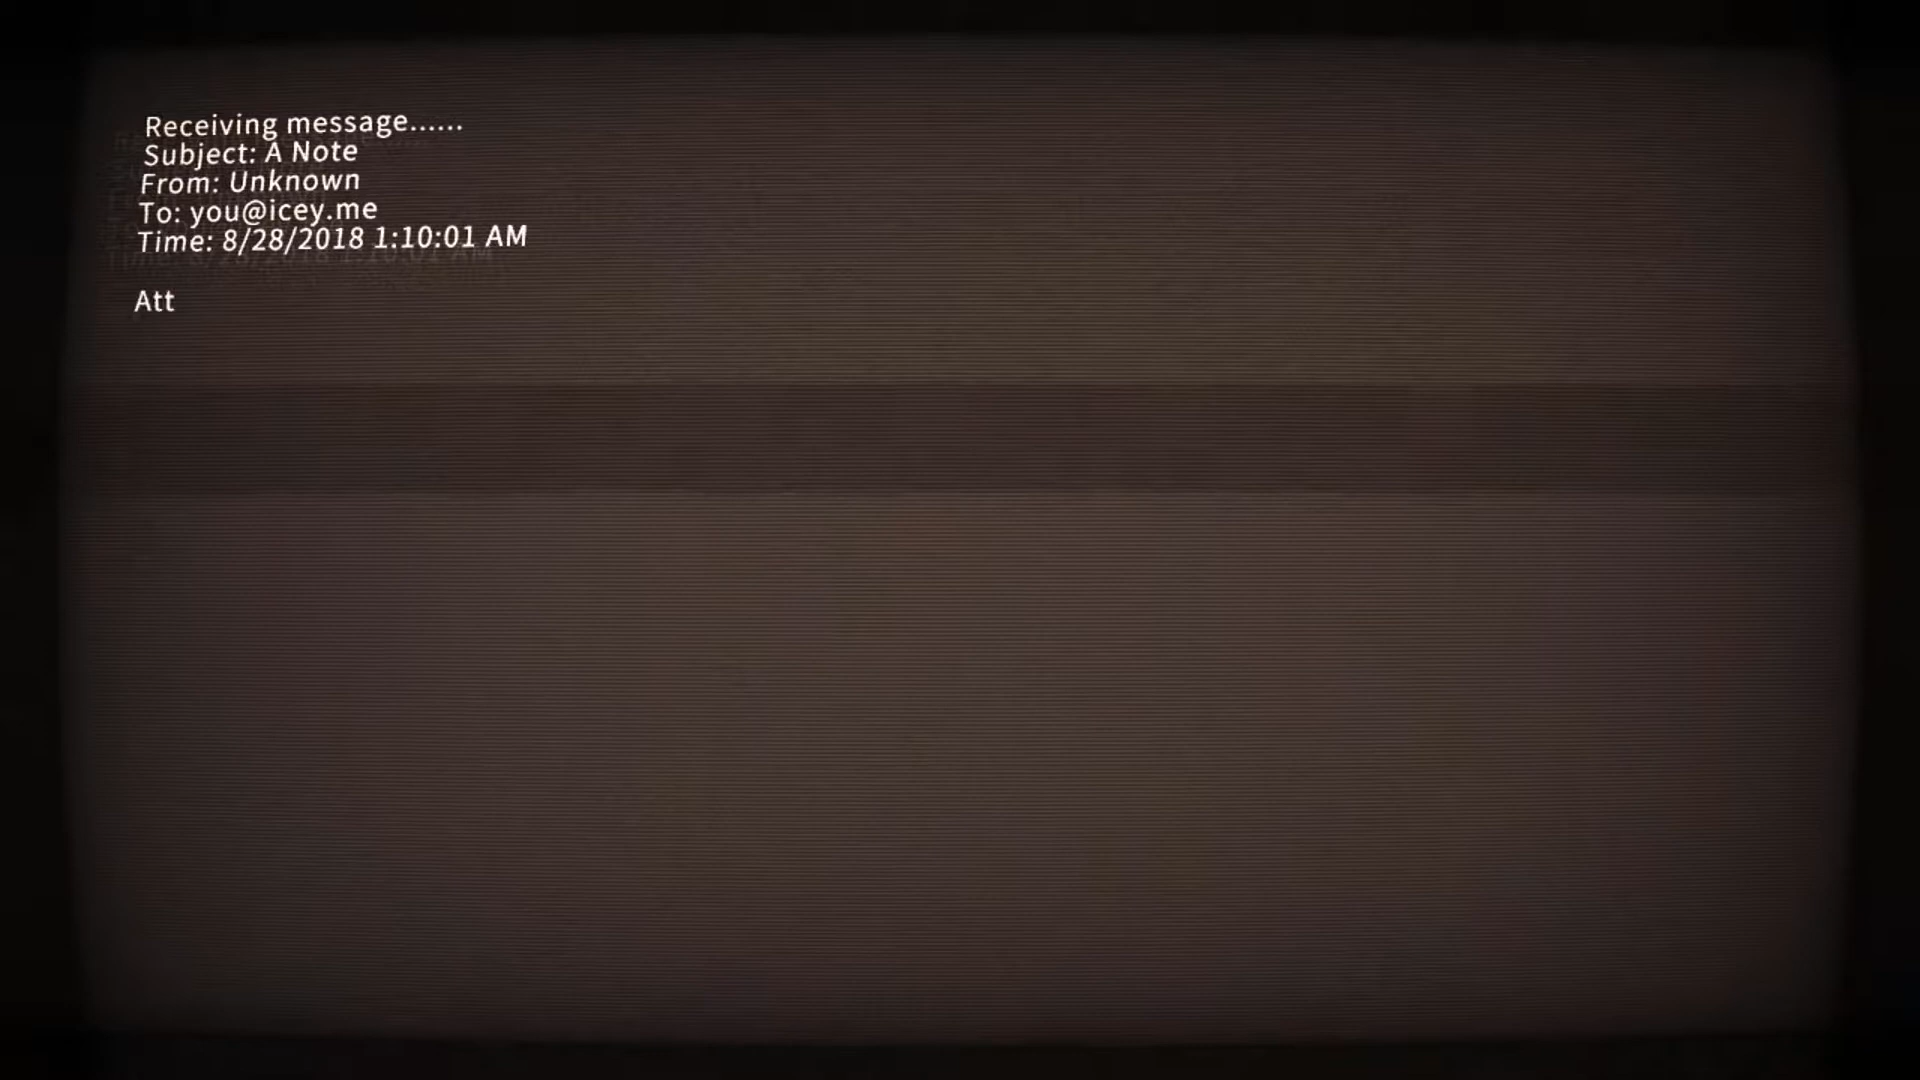 Receiving message......
Subject: A Note
From: Unknown
To: you@icey.me
Time: 8/28/2018 1:10:01 AM
Att